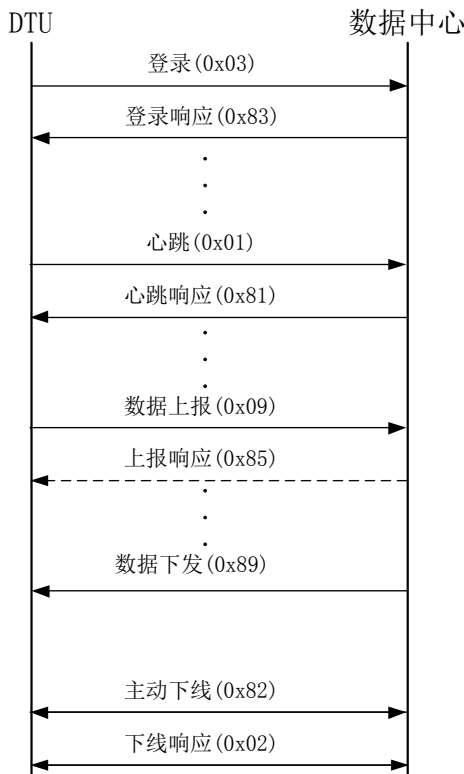 DTU
数据中心
登录(0x03)
登录响应(0x83)
心跳(0x01)
心跳响应(0x81)
数据上报(0x09)
上报响应(0x85)
数据下发(0x89)
主动下线(0x82)
下线响应(0x02)